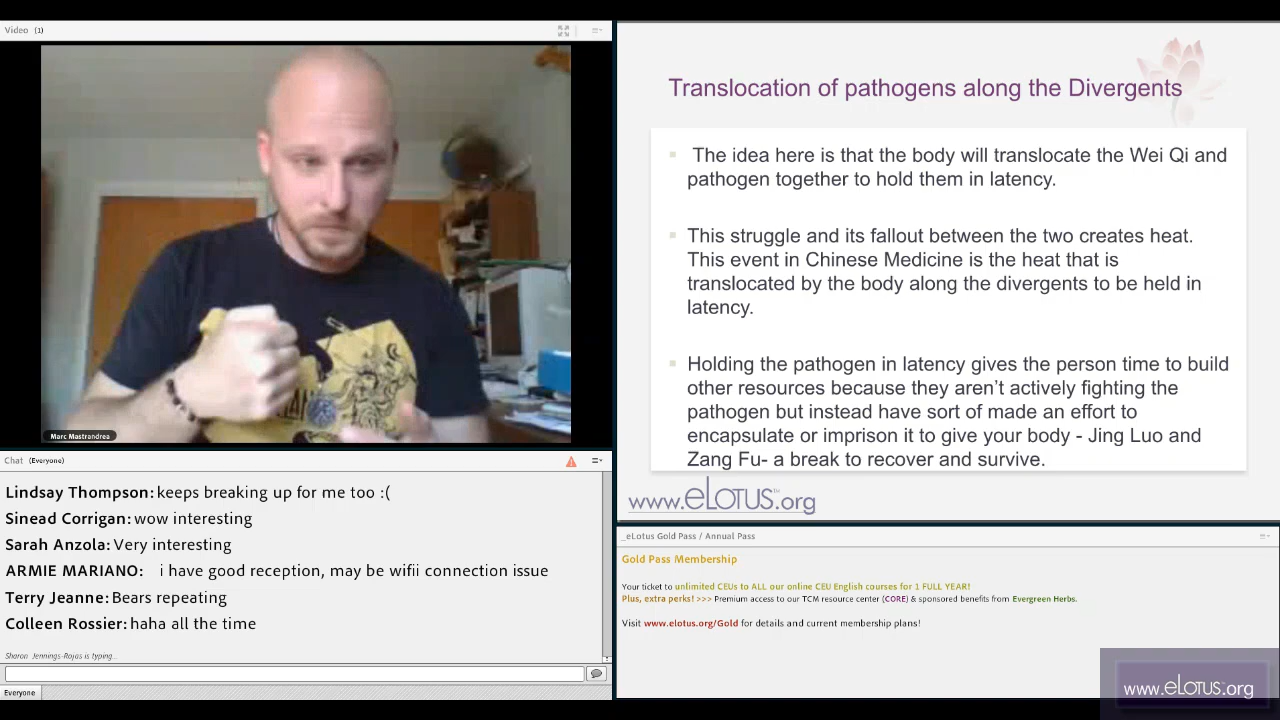 Video (1)
Marc Mastrandrea
Chat (Everyone)
Lindsay Thompson: keeps breaking up for me too :(
Sinead Corrigan: wow interesting
Sarah Anzola: Very interesting
ARMIE MARIANO: i have good reception, may be wifii connection issue
Terry Jeanne: Bears repeating
Colleen Rossier: haha all the time
Sharon Jennings-Rojas is typing...
Everyone
Translocation of pathogens along the Divergents
The idea here is that the body will translocate the Wei Qi and
pathogen together to hold them in latency.
This struggle and its fallout between the two creates heat.
This event in Chinese Medicine is the heat that is
translocated by the body along the divergents to be held in
latency.
Holding the pathogen in latency gives the person time to build
other resources because they aren't actively fighting the
pathogen but instead have sort of made an effort to
encapsulate or imprison it to give your body - Jing Luo and
Zang Fu- a break to recover and survive.
www.eLOTUS.org
_eLotus Gold Pass / Annual Pass
Gold Pass Membership
Your ticket to unlimited CEUs to ALL our online CEU English courses for 1 FULL YEAR!
Plus, extra perks! >>> Premium access to our TCM resource center (CORE) & sponsored benefits from Evergreen Herbs.
Visit www.elotus.org/Gold for details and current membership plans!
www.eLOTUS.org